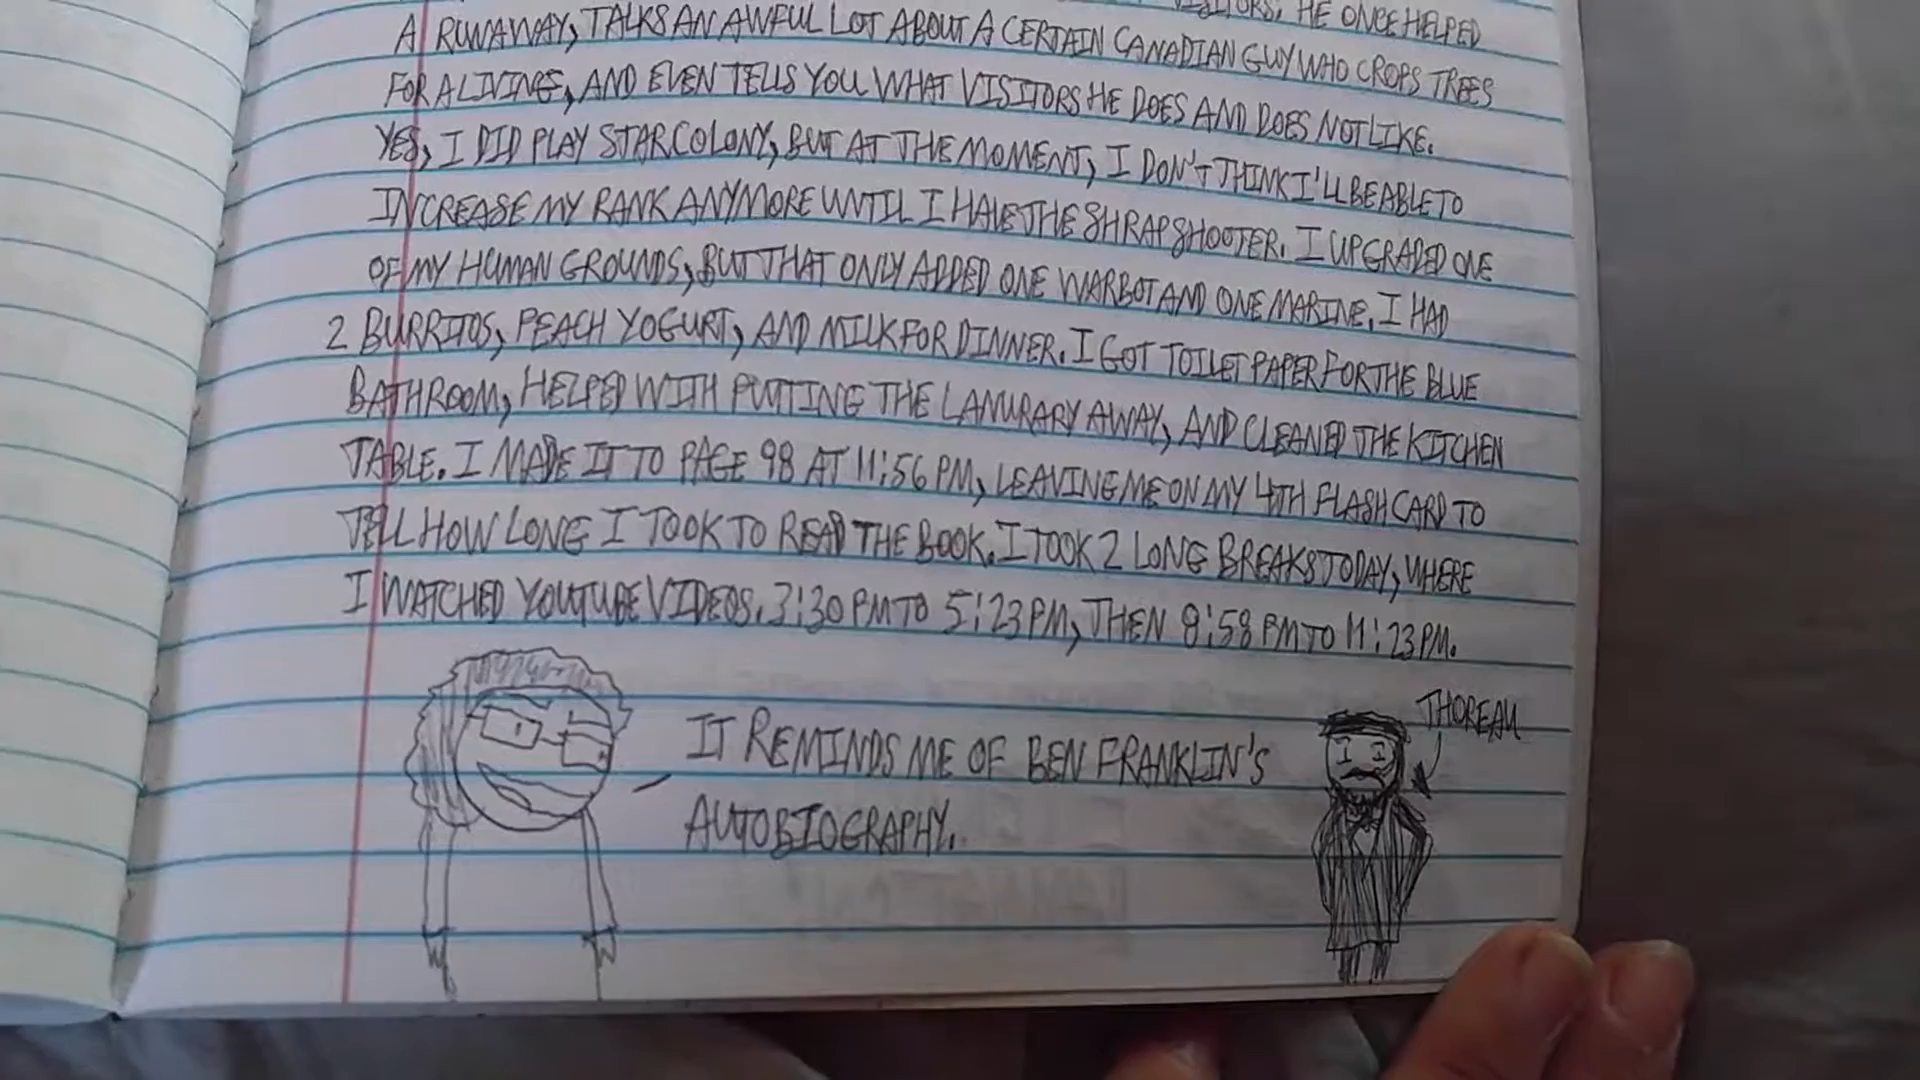 VISITORS. HE ONCE HELPED
A RUNAWAY, TALKS AN AWFUL LOT ABOUT A CERTAIN CANADIAN GUY WHO CROPS TREES
FOR A LIVING, AND EVEN TELLS YOU WHAT VISITORS HE DOES AND DOES NOT LIKE.
YES, I DID PLAY STAR COLONY, BUT AT THE MOMENT, I DON'T THINK I'LL BE ABLE TO
INCREASE MY RANK ANYMORE UNTIL I HAVE THE SHRAPSHOOTER. I UPGRADED ONE
OF MY HUMAN GROUNDS, BUT THAT ONLY ADDED ONE WARBOT AND ONE MARINE. I HAD
2 BURRITOS, PEACH YOGURT, AND MILK FOR DINNER. I GOT TOILET PAPER FOR THE BLUE
BATHROOM, HELPED WITH PUTTING THE LANURARY AWAY, AND CLEANED THE KITCHEN
TABLE. I MADE IT TO PAGE 98 AT 11:56 PM, LEAVING ME ON MY 4TH FLASHCARD TO
TELL HOW LONG I TOOK TO READ THE BOOK. I TOOK 2 LONG BREAKS TODAY, WHERE
I WATCHED YOUTUBE VIDEOS. 3:30 PM TO 5:23 PM, THEN 8:58 PM TO 11:23 PM.
THOREAU
IT REMINDS ME OF BEN FRANKLIN'S
AUTOBIOGRAPHY.